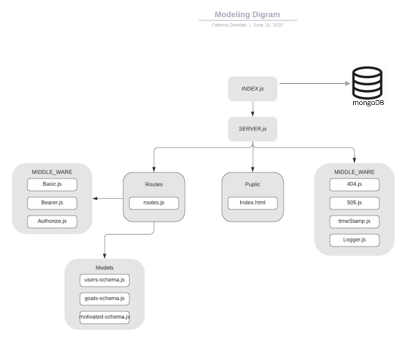 Modeling Digram
Fatema Owedah | June 16, 2021
INDEX.js
mongoDB
SERVER.js
MIDDLE_WARE
Basic.js
Bearer.js
Authorize.js
Routes
routes.js
Puplic
Index.html
MIDDLE_WARE
404.js
505.js
timeStamp.js
Logger.js
Models
users-schema.js
goals-schema.js
motivated-schema.js